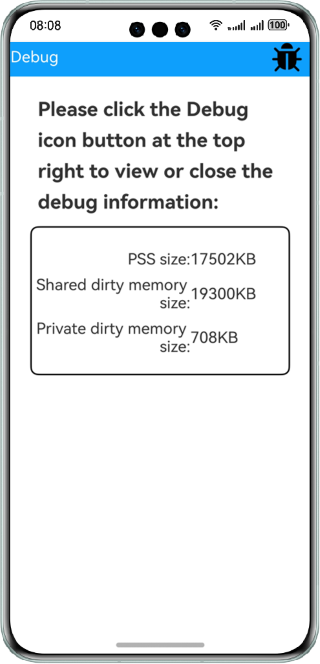 08:08
100
Debug
Please click the Debug
icon button at the top
right to view or close the
debug information:
PSS size:17502KB
Shared dirty memory
size:19300KB
Private dirty memory
size:708KB